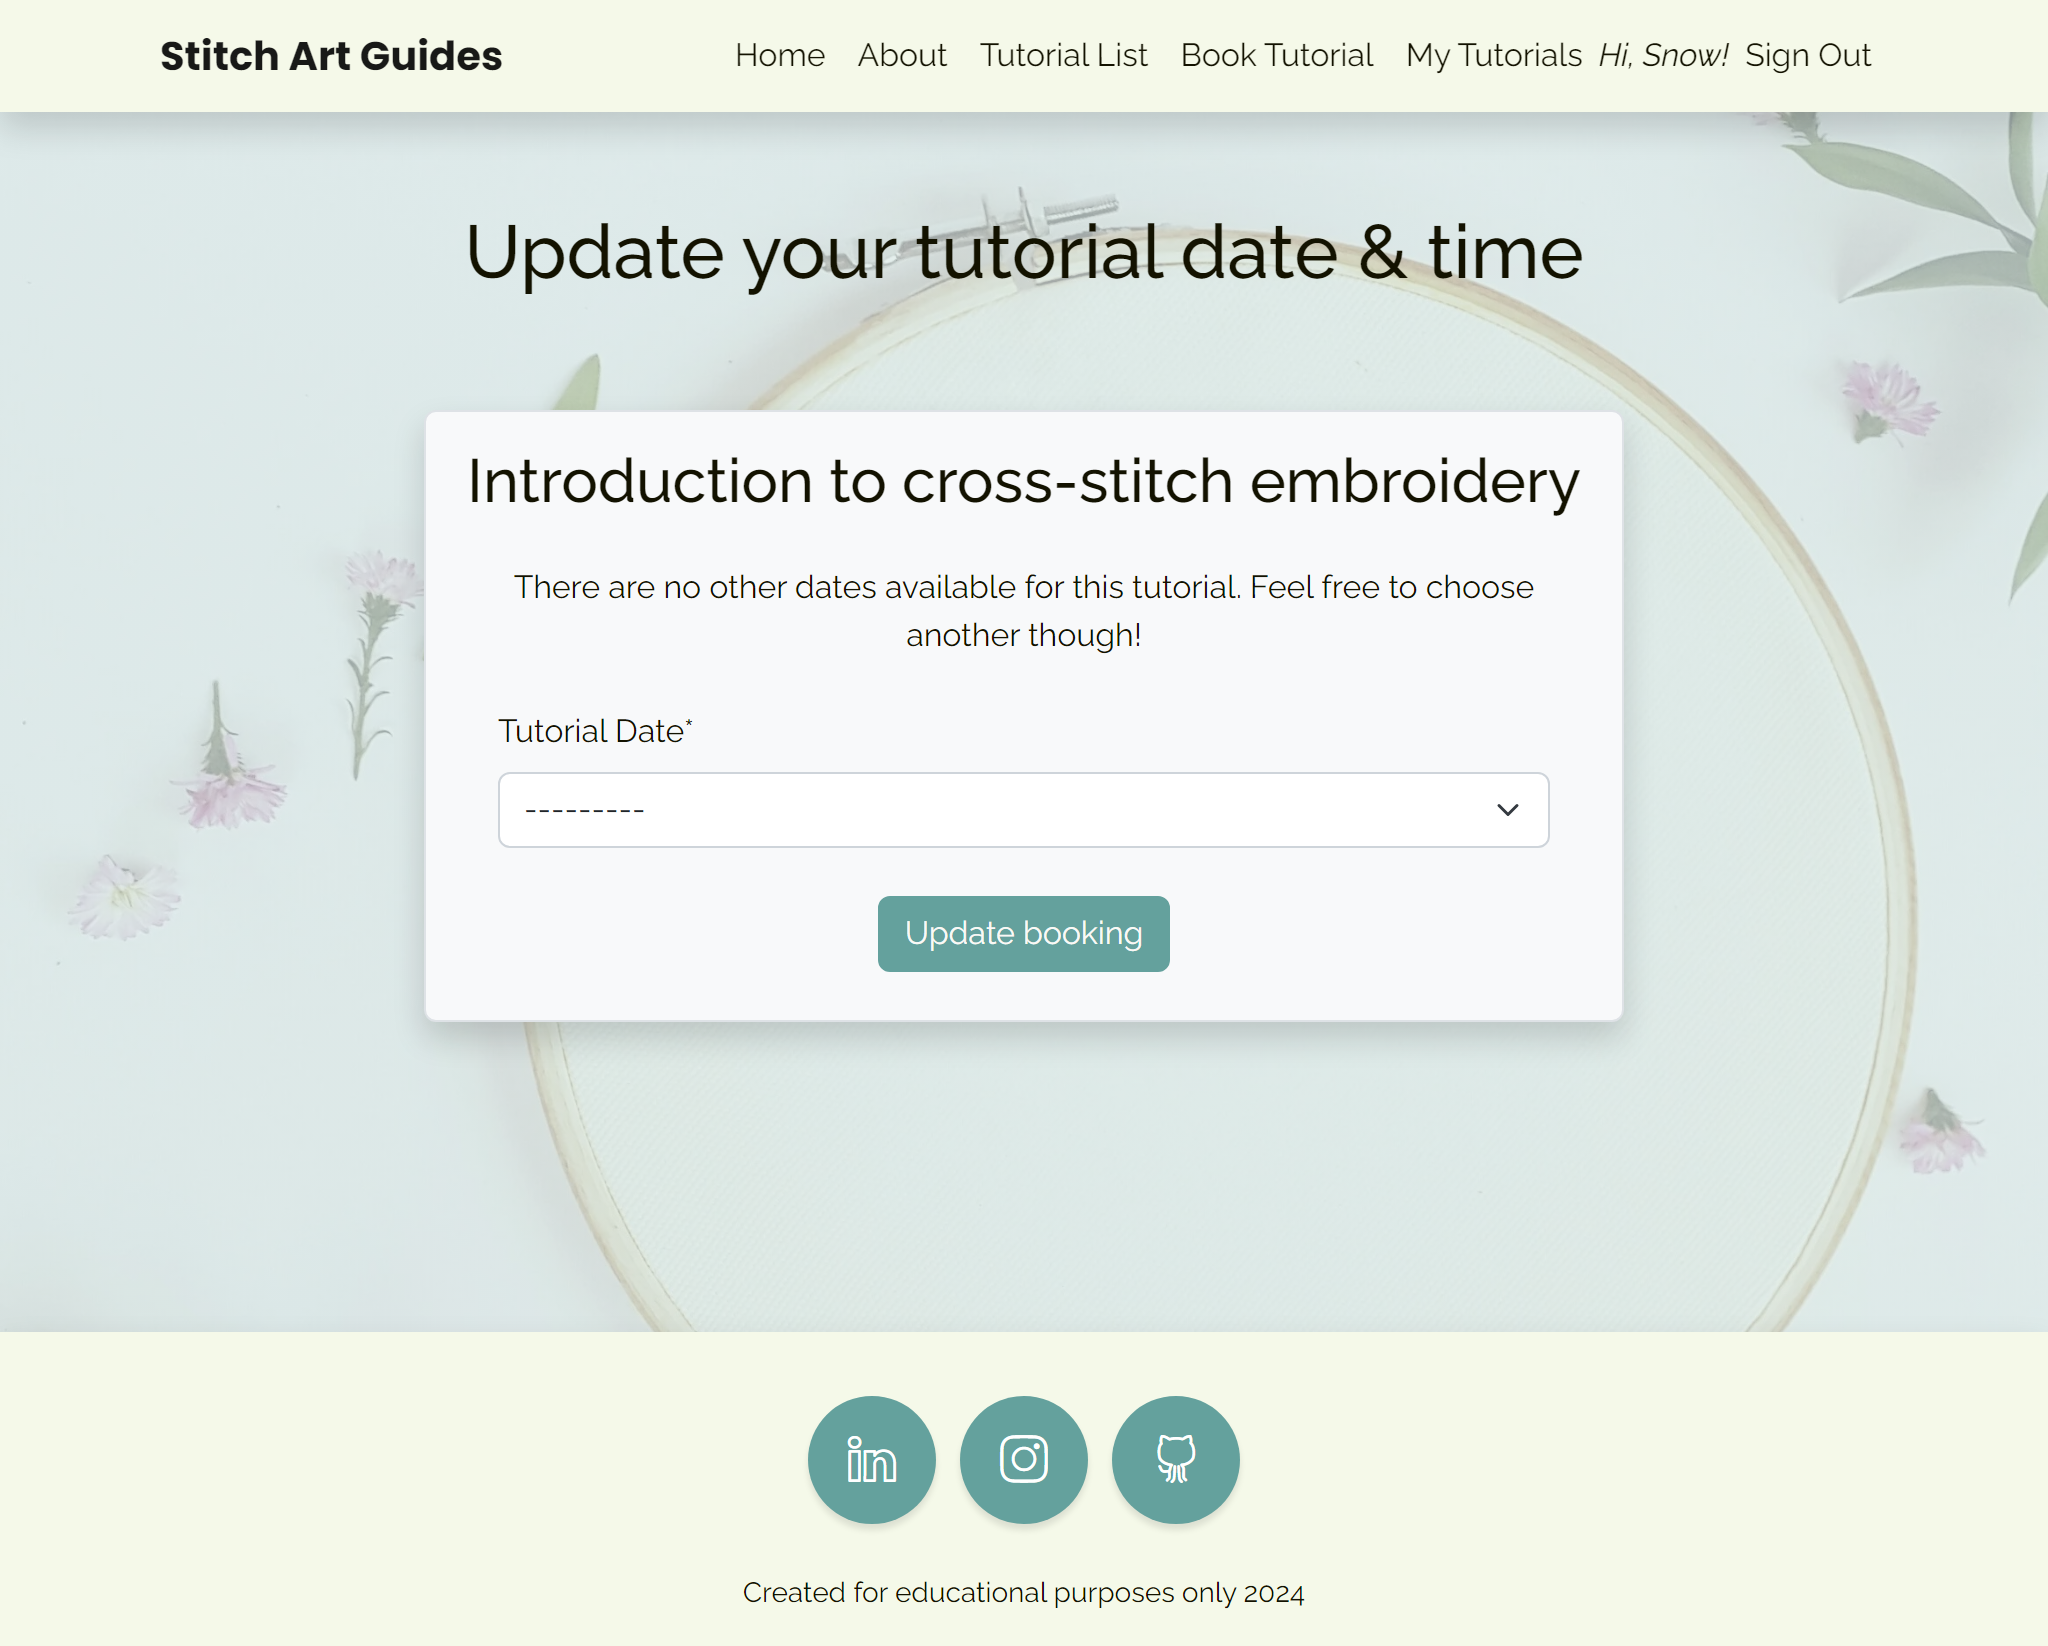 Stitch Art Guides
Home About Tutorial List Book Tutorial My Tutorials Hi, Snow! Sign Out
Update your tutorial date & time
Introduction to cross-stitch embroidery
There are no other dates available for this tutorial. Feel free to choose
another though!
Tutorial Date*
---------
Update booking
in
Created for educational purposes only 2024